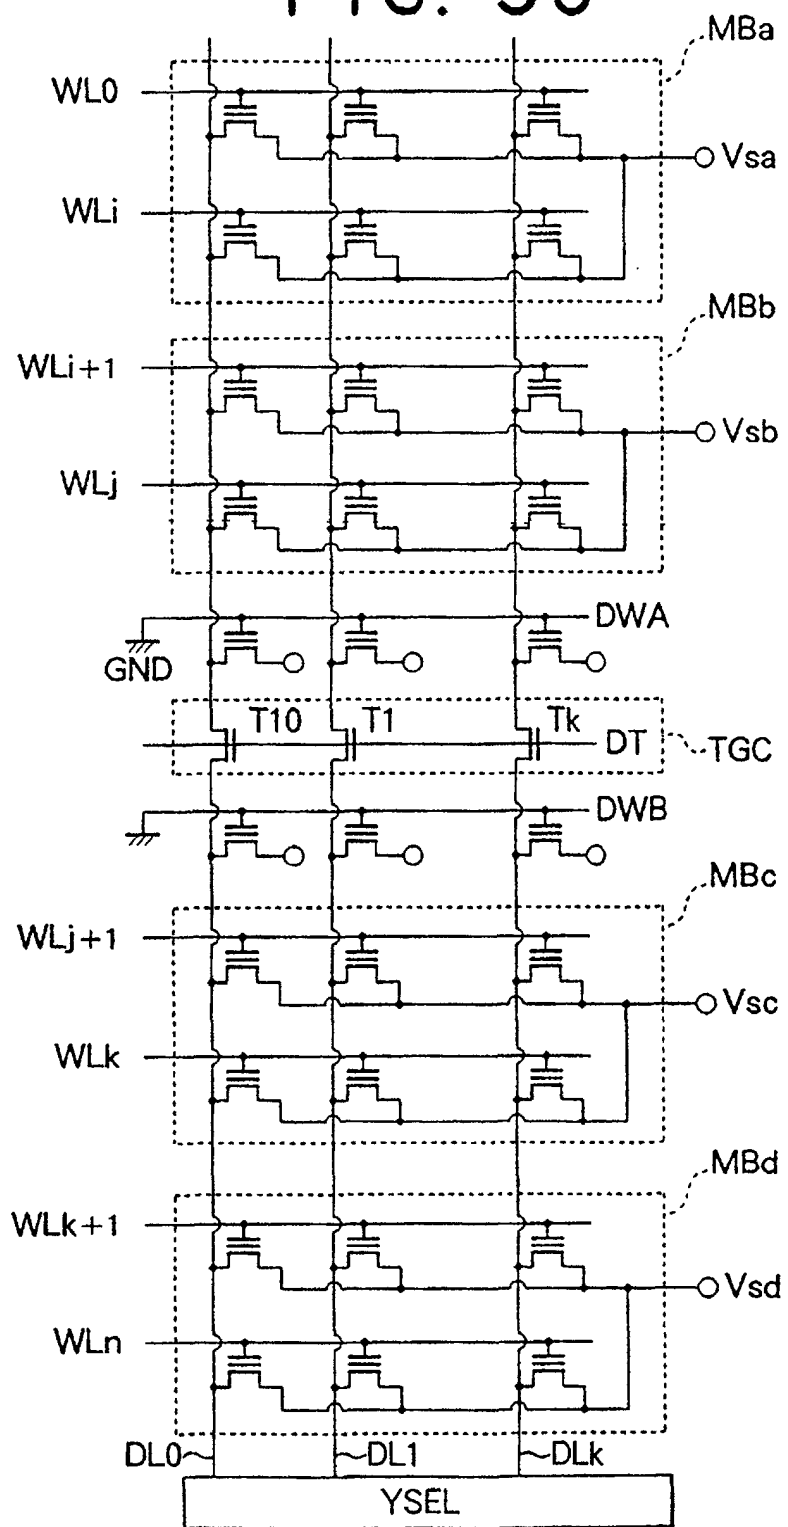 MBa
WL0
Vsa
WLi
MBb
WLi+1
Vsb
WLj
DWA
GND
T10 T1 Tk
DT TGC
DWB
MBc
WLj+1
Vsc
WLk
MBd
WLk+1
Vsd
WLn
DL0 DL1 DLk
YSEL